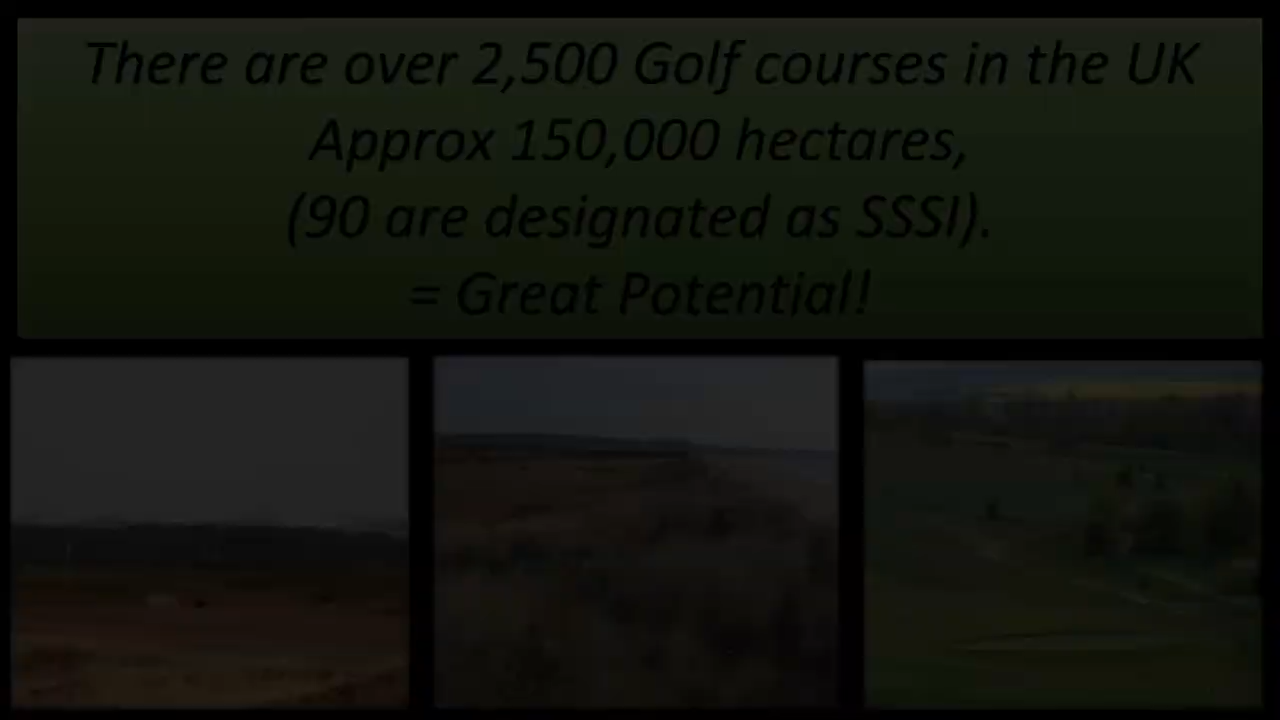 There are over 2,500 Golf courses in the UK
Approx 150,000 hectares,
(90 are designated as SSSI).
= Great Potential!